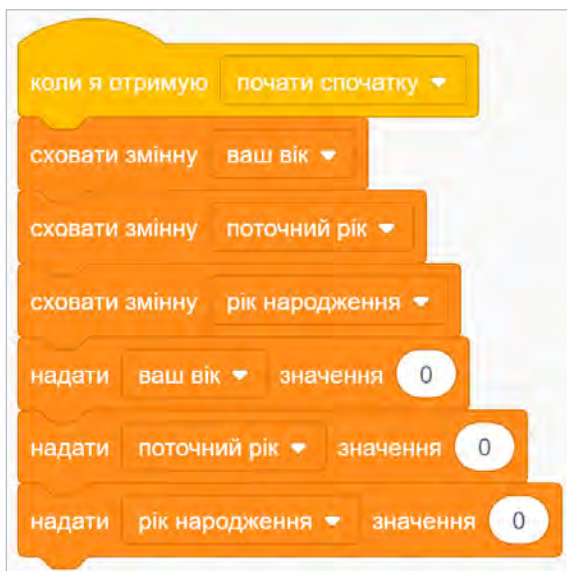 коли я отримую почати спочатку
сховати змінну ваш вік
сховати змінну поточний рік
сховати змінну рік народження
надати ваш вік значення 0
надати поточний рік значення 0
надати рік народження значення 0